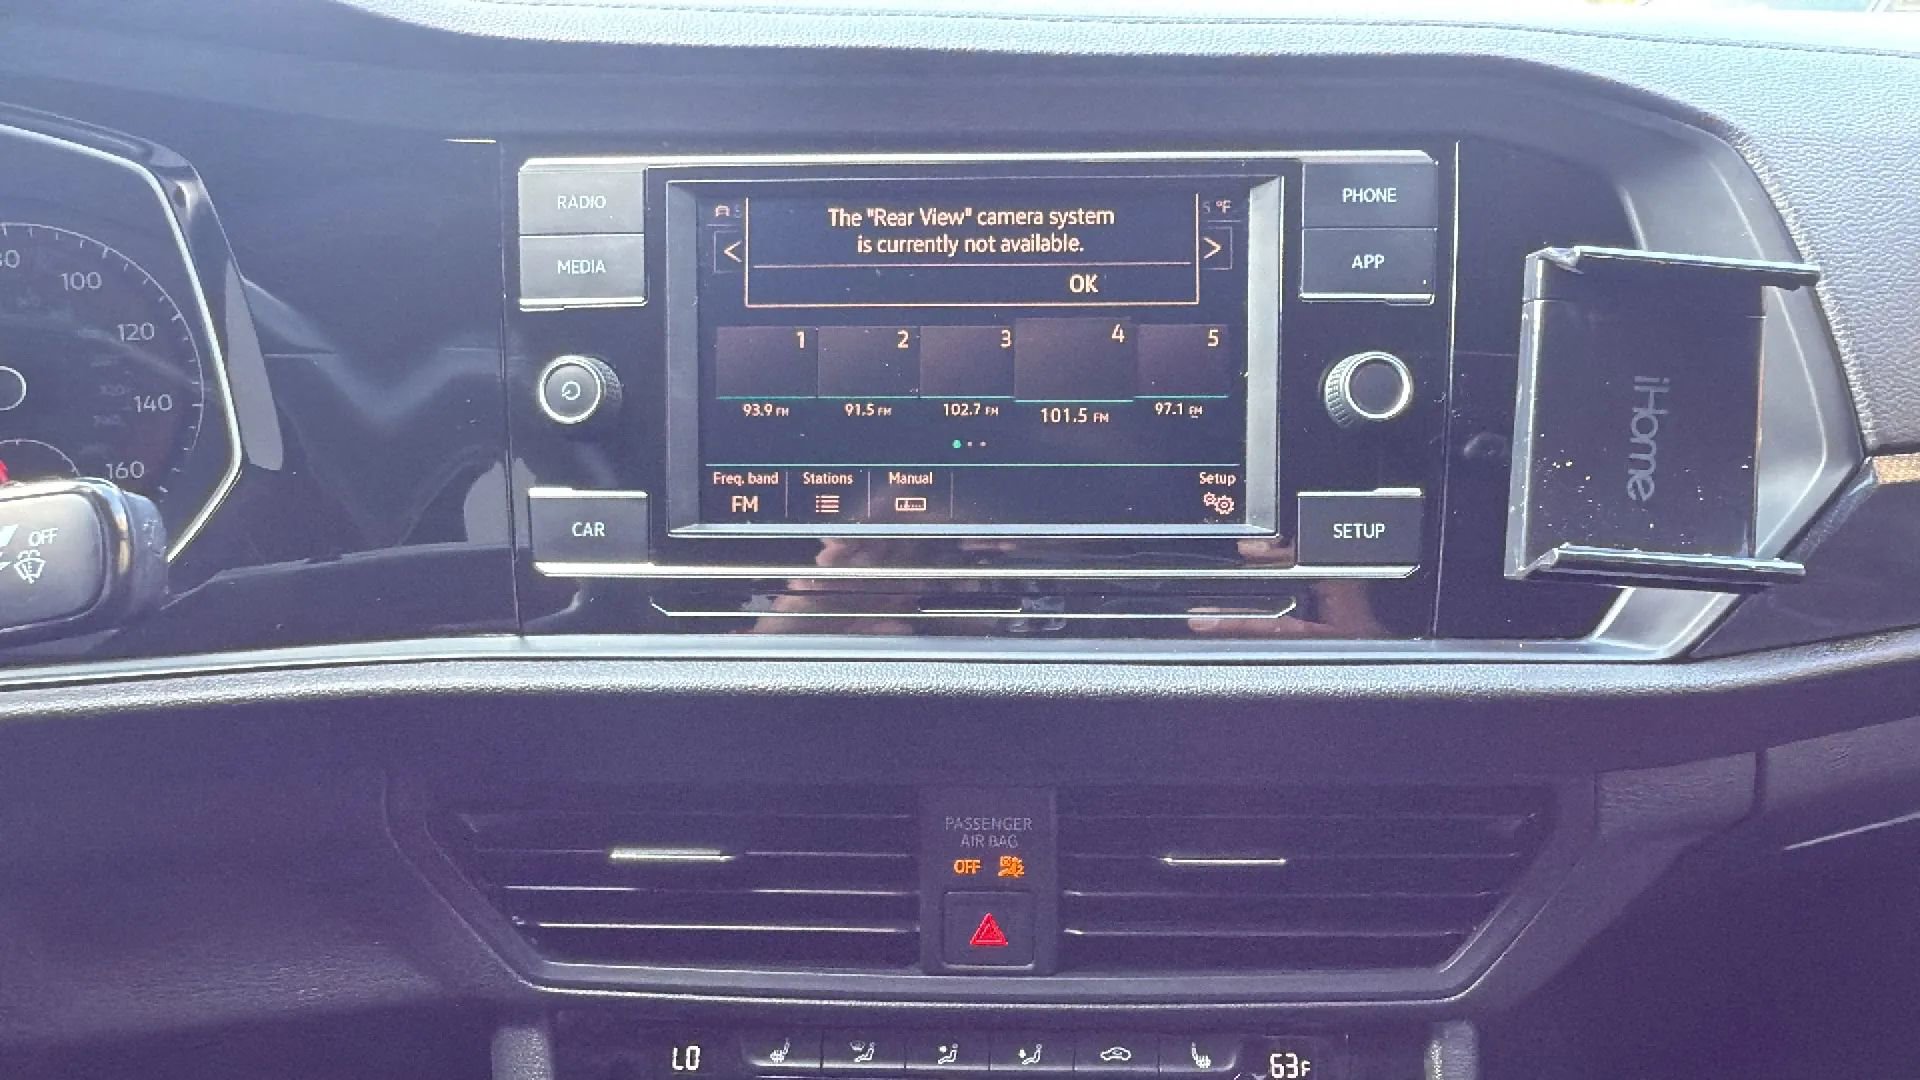 RADIO
MEDIA
CAR
PHONE
APP
SETUP
The "Rear View" camera system
is currently not available.
OK
<
>
°F
1
2
3
4
5
93.9 FM
91.5 FM
102.7 FM
101.5 FM
97.1 FM
Freq. band
FM
Stations
Manual
Setup
100
120
140
160
OFF
iHome
PASSENGER
AIR BAG
OFF
LO
63F